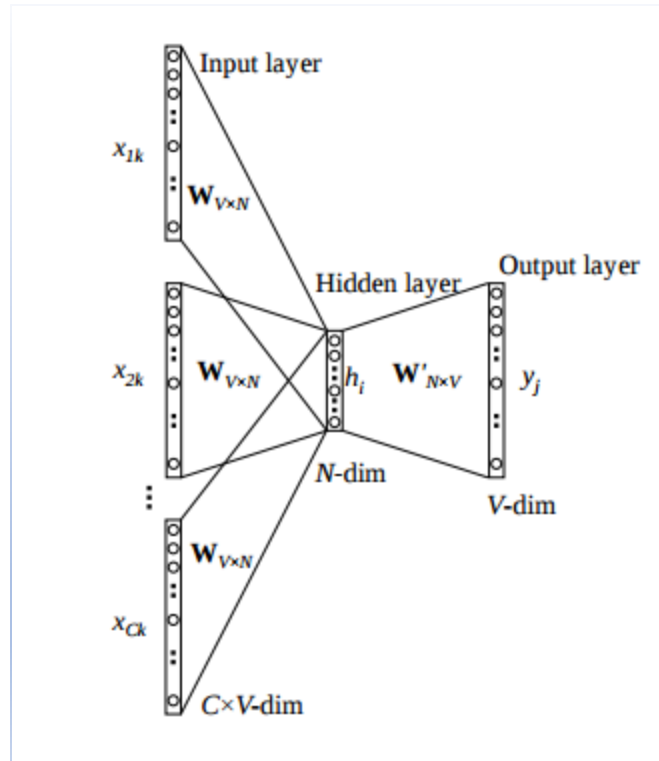 Input layer
x1k
WV×N
Hidden layer
Output layer
x2k
WV×N
hi
W'N×V
yj
N-dim
V-dim
WV×N
xCk
C×V-dim